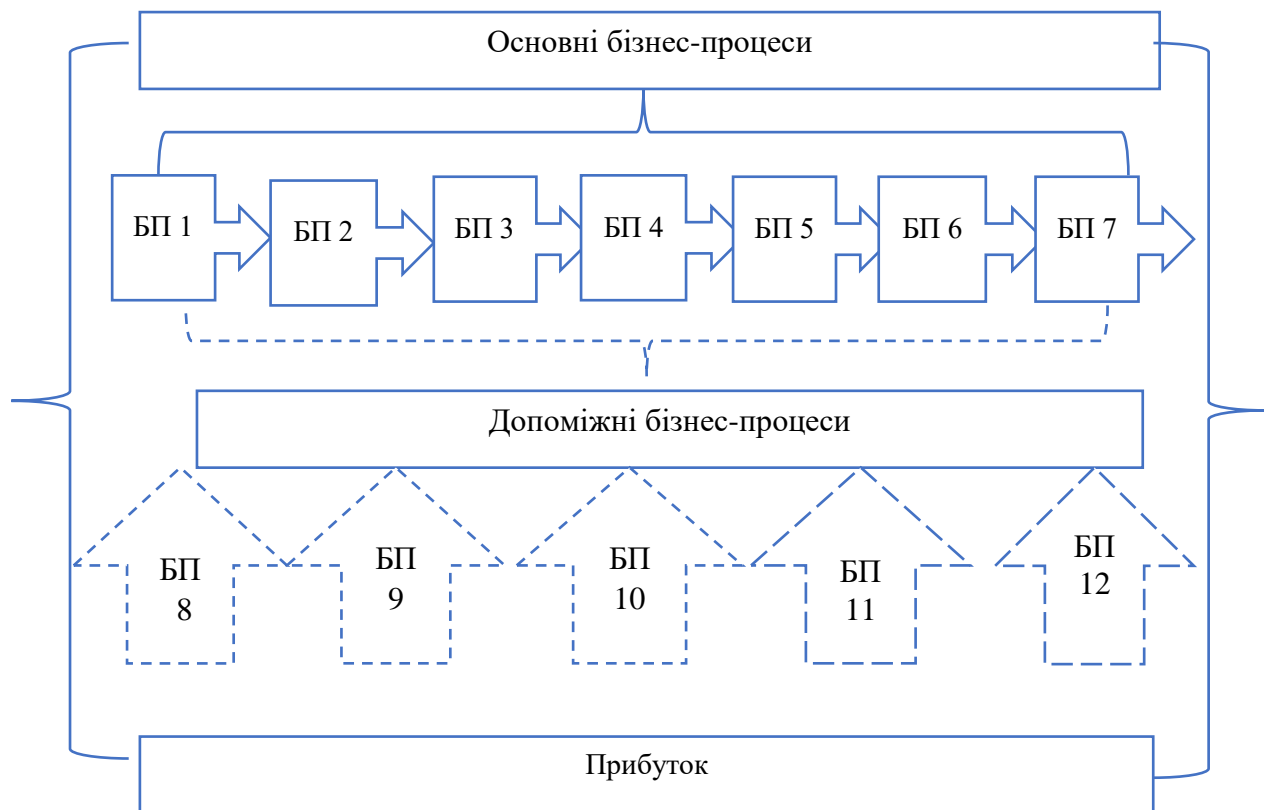 Основні бізнес-процеси
БП 1
БП 2
БП 3
БП 4
БП 5
БП 6
БП 7
Допоміжні бізнес-процеси
БП
8
БП
9
БП
10
БП
11
БП
12
Прибуток